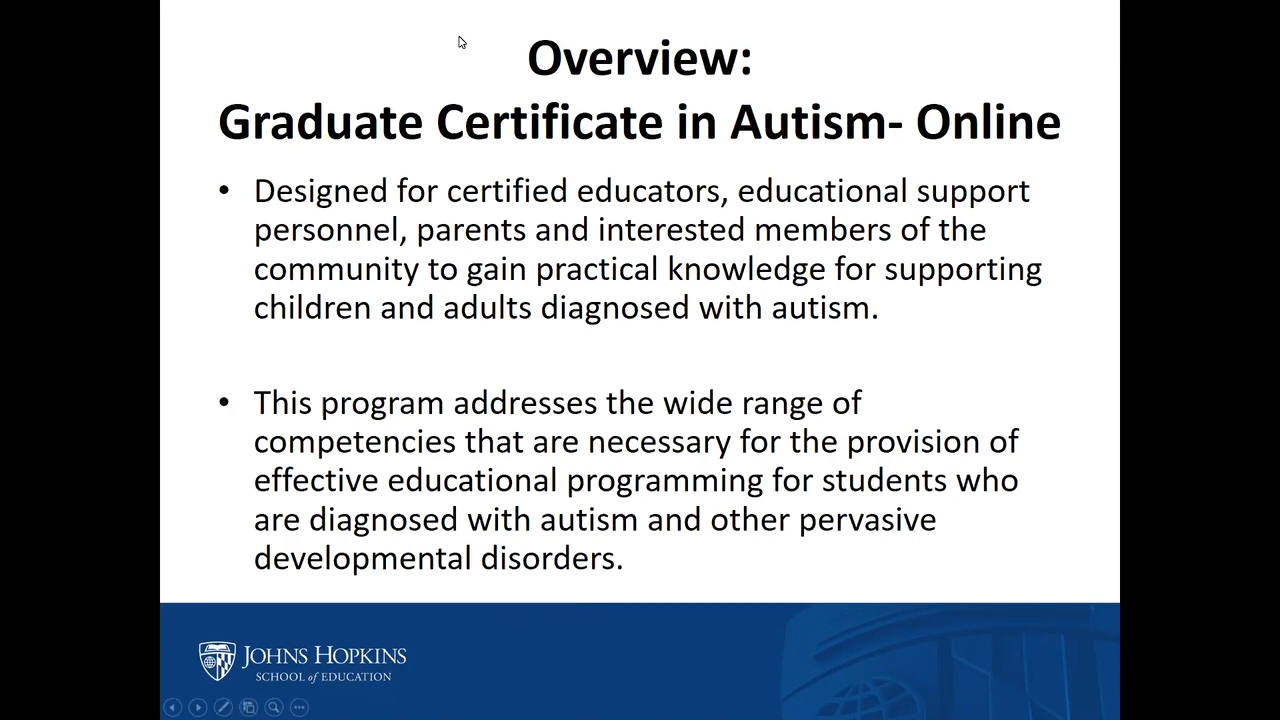 Overview:
Graduate Certificate in Autism- Online
• Designed for certified educators, educational support
personnel, parents and interested members of the
community to gain practical knowledge for supporting
children and adults diagnosed with autism.
• This program addresses the wide range of
competencies that are necessary for the provision of
effective educational programming for students who
are diagnosed with autism and other pervasive
developmental disorders.
JOHNS HOPKINS
SCHOOL of EDUCATION